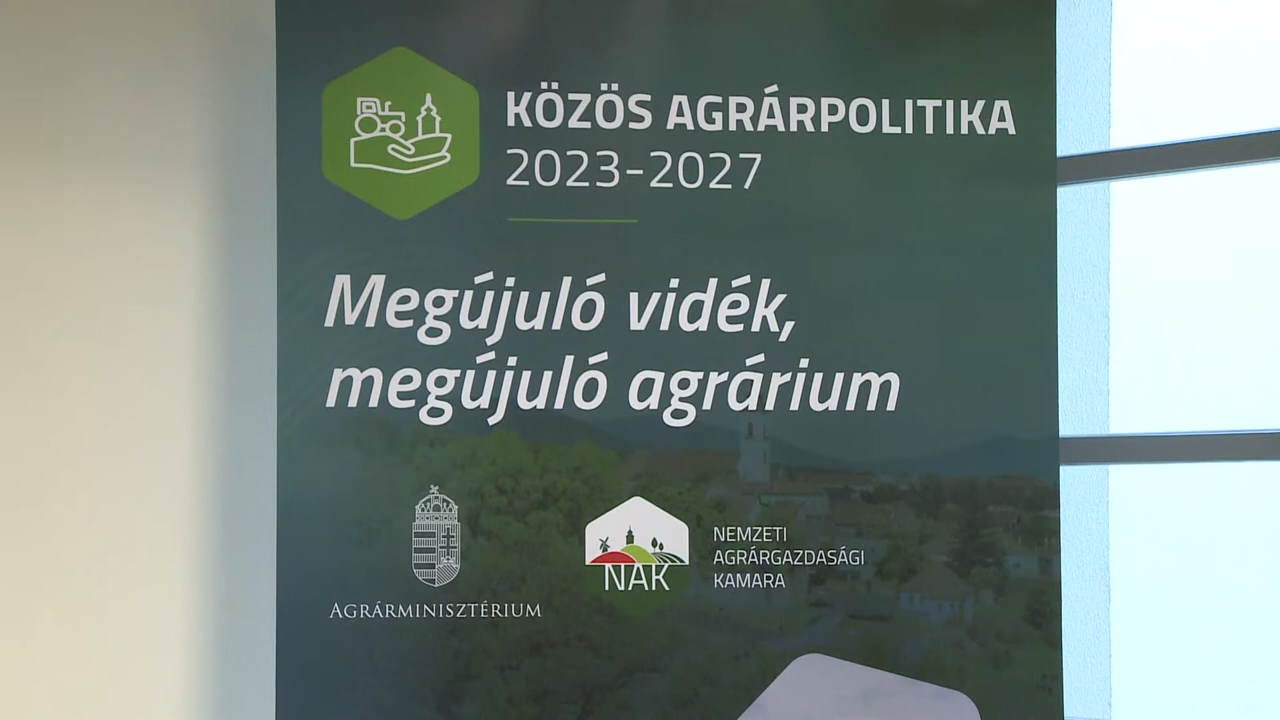 KÖZÖS AGRÁRPOLITIKA
2023-2027
Megújuló vidék,
megújuló agrárium
AGRÁRMINISZTÉRIUM
NAK
NEMZETI
AGRÁRGAZDASÁGI
KAMARA